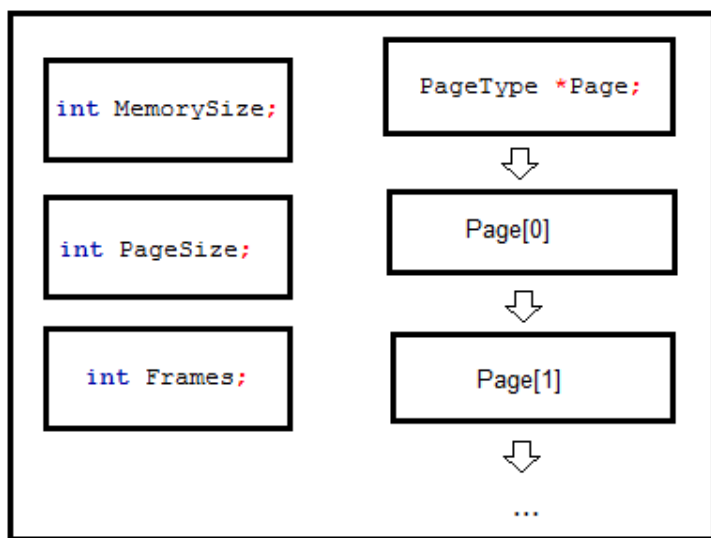 int MemorySize;
int PageSize;
int Frames;
PageType *Page;
Page[0]
Page[1]
...